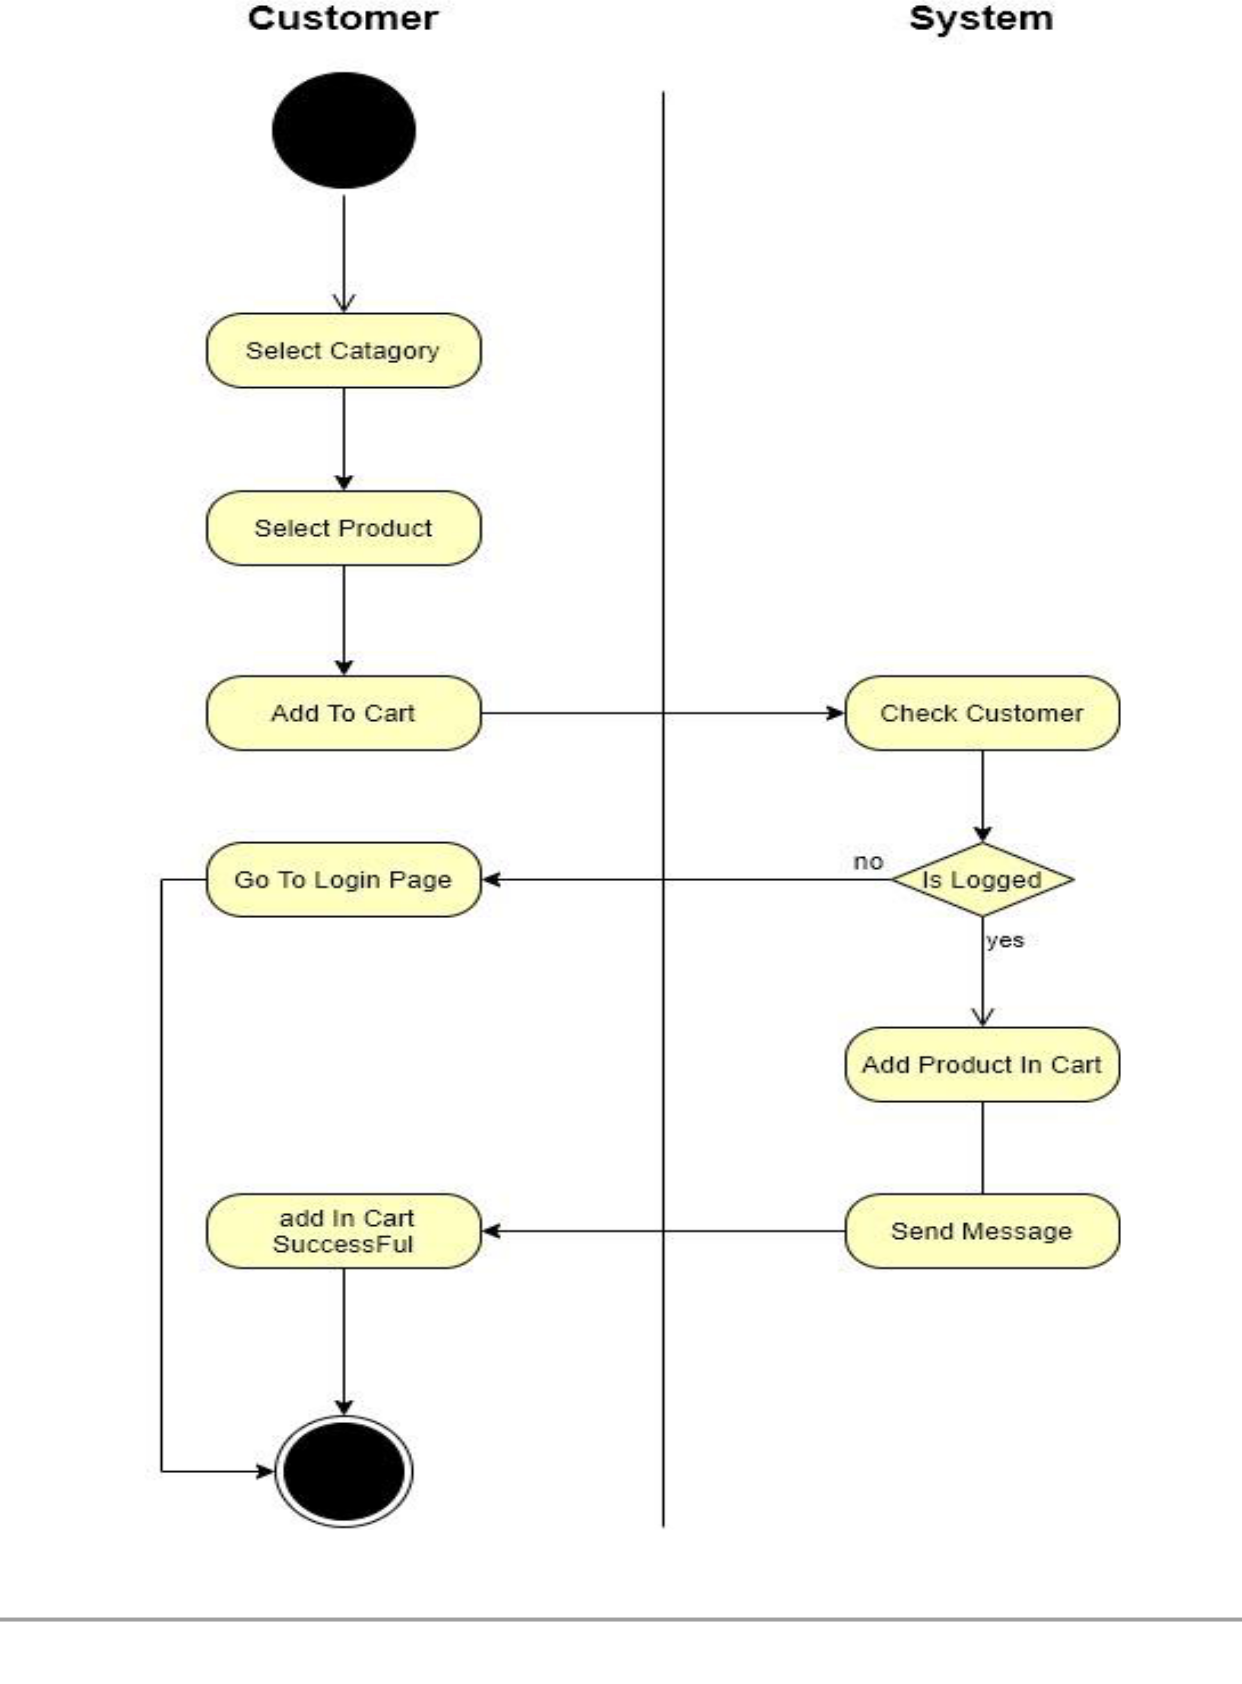 Customer
System
Select Catagory
Select Product
Add To Cart
Check Customer
Go To Login Page
no
Is Logged
yes
Add Product In Cart
add In Cart
SuccessFul
Send Message